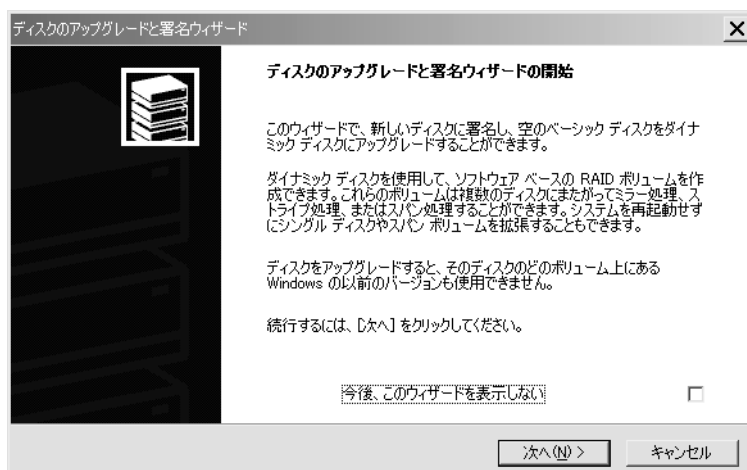 ディスクのアップグレードと署名ウィザード
ディスクのアップグレードと署名ウィザードの開始
このウィザードで、新しいディスクに署名し、空のベーシック ディスクをダイナ
ミック ディスクにアップグレードすることができます。
ダイナミック ディスクを使用して、ソフトウェア ベースの RAID ボリュームを作
成できます。これらのボリュームは複数のディスクにまたがってミラー処理、ス
トライプ処理、またはスパン処理することができます。システムを再起動せず
にシングル ディスクやスパン ボリュームを拡張することもできます。
ディスクをアップグレードすると、そのディスクのどのボリューム上にある
Windows の以前のバージョンも使用できません。
続行するには、[次へ] をクリックしてください。
今後、このウィザードを表示しない
次へ(N) > キャンセル